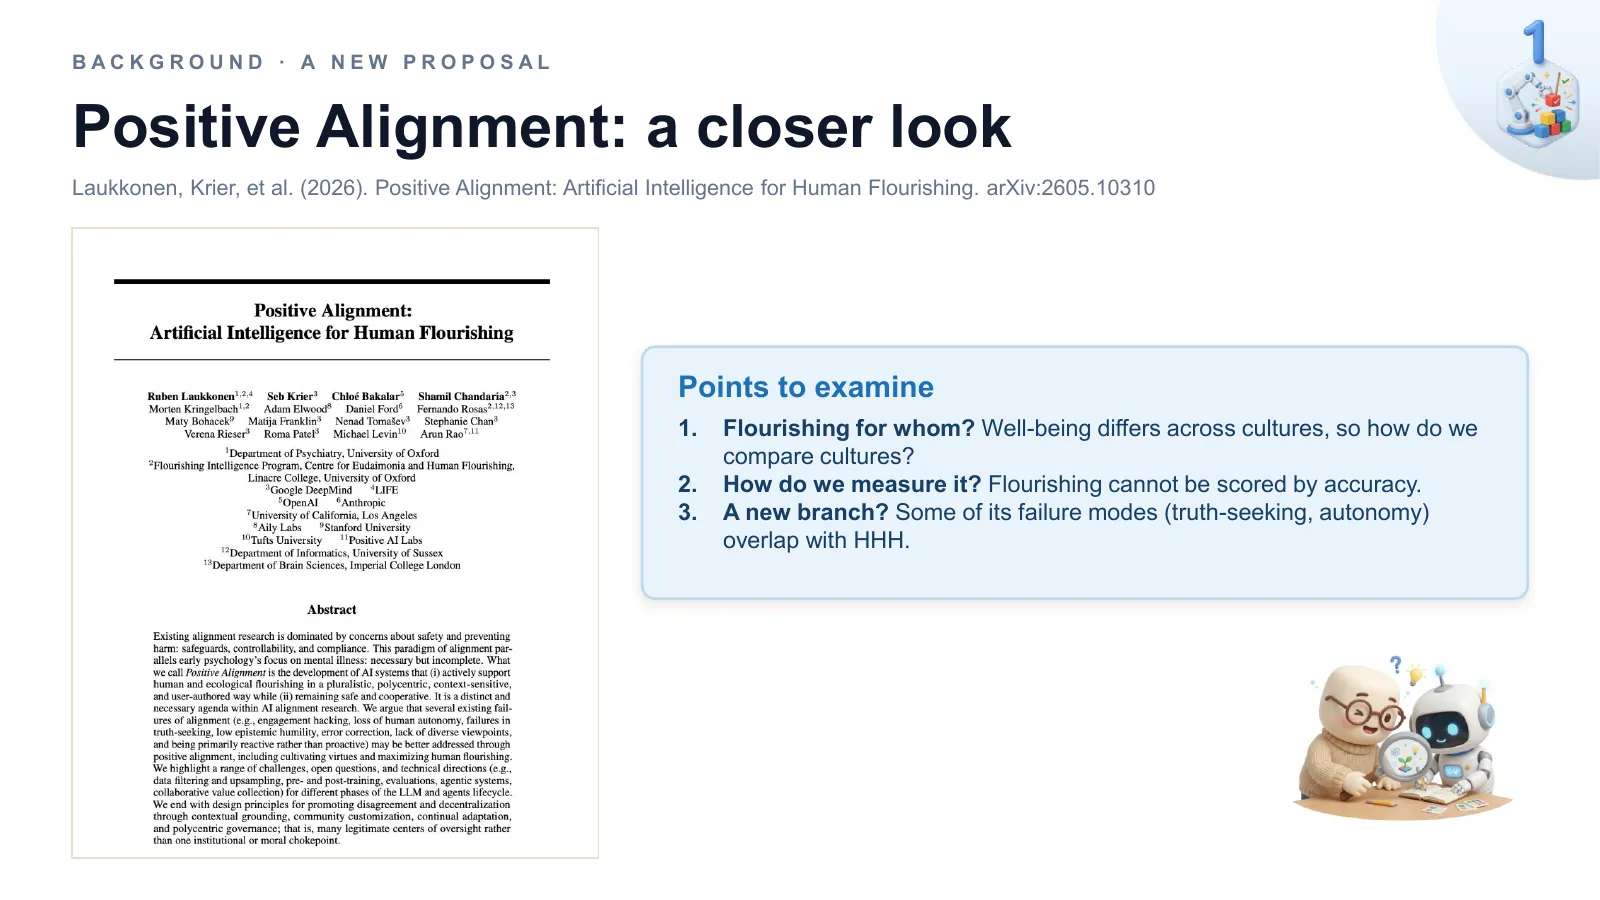 BACKGROUND · A NEW PROPOSAL
Positive Alignment: a closer look
Laukkonen, Krier, et al. (2026). Positive Alignment: Artificial Intelligence for Human Flourishing. arXiv:2605.10310
1
Positive Alignment:
Artificial Intelligence for Human Flourishing
Ruben Laukkonen1,2,4 Seb Krier3 Chloé Bakalar5 Shamil Chandaria2,3
Morten Kringelbach1,2 Adam Elwood8 Daniel Ford6 Fernando Rosas2,12,13
Maty Bohacek9 Matija Franklin3 Nenad Tomašev3 Stephanie Chan3
Verena Rieser3 Roma Patel3 Michael Levin10 Arun Rao7,11
1Department of Psychiatry, University of Oxford
2Flourishing Intelligence Program, Centre for Eudaimonia and Human Flourishing,
Linacre College, University of Oxford
3Google DeepMind 4LIFE
5OpenAI 6Anthropic
7University of California, Los Angeles
8Aily Labs 9Stanford University
10Tufts University 11Positive AI Labs
12Department of Informatics, University of Sussex
13Department of Brain Sciences, Imperial College London
Abstract
Existing alignment research is dominated by concerns about safety and preventing
harm: safeguards, controllability, and compliance. This paradigm of alignment par-
allels early psychology's focus on mental illness: necessary but incomplete. What
we call Positive Alignment is the development of AI systems that (i) actively support
human and ecological flourishing in a pluralistic, polycentric, context-sensitive,
and user-authored way while (ii) remaining safe and cooperative. It is a distinct and
necessary agenda within AI alignment research. We argue that several existing fail-
ures of alignment (e.g., engagement hacking, loss of human autonomy, failures in
truth-seeking, low epistemic humility, error correction, lack of diverse viewpoints,
and being primarily reactive rather than proactive) may be better addressed through
positive alignment, including cultivating virtues and maximizing human flourishing.
We highlight a range of challenges, open questions, and technical directions (e.g.,
data filtering and upsampling, pre- and post-training, evaluations, agentic systems,
collaborative value collection) for different phases of the LLM and agents lifecycle.
We end with design principles for promoting disagreement and decentralization
through contextual grounding, community customization, continual adaptation,
and polycentric governance; that is, many legitimate centers of oversight rather
than one institutional or moral chokepoint.
Points to examine
1. Flourishing for whom? Well-being differs across cultures, so how do we
compare cultures?
2. How do we measure it? Flourishing cannot be scored by accuracy.
3. A new branch? Some of its failure modes (truth-seeking, autonomy)
overlap with HHH.
?